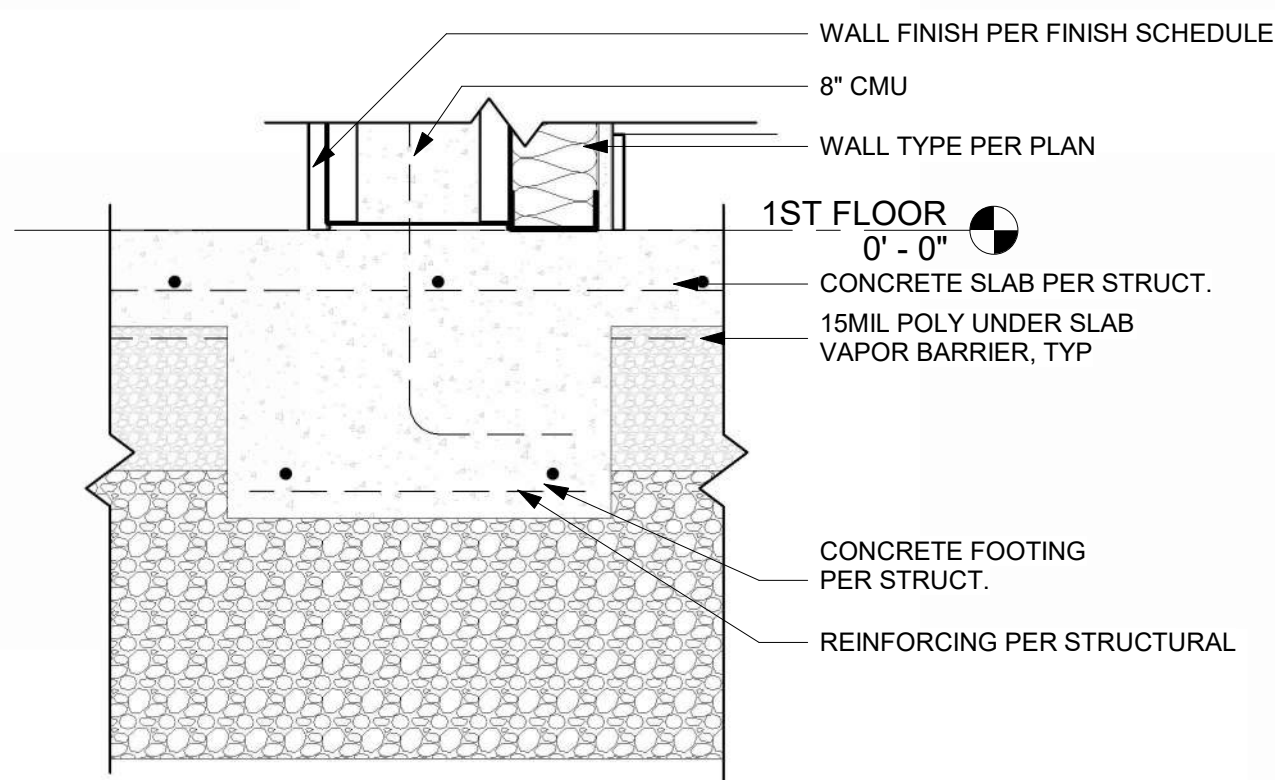 WALL FINISH PER FINISH SCHEDULE
8" CMU
WALL TYPE PER PLAN
1ST FLOOR
0' - 0"
CONCRETE SLAB PER STRUCT.
15MIL POLY UNDER SLAB
VAPOR BARRIER, TYP
CONCRETE FOOTING
PER STRUCT.
REINFORCING PER STRUCTURAL